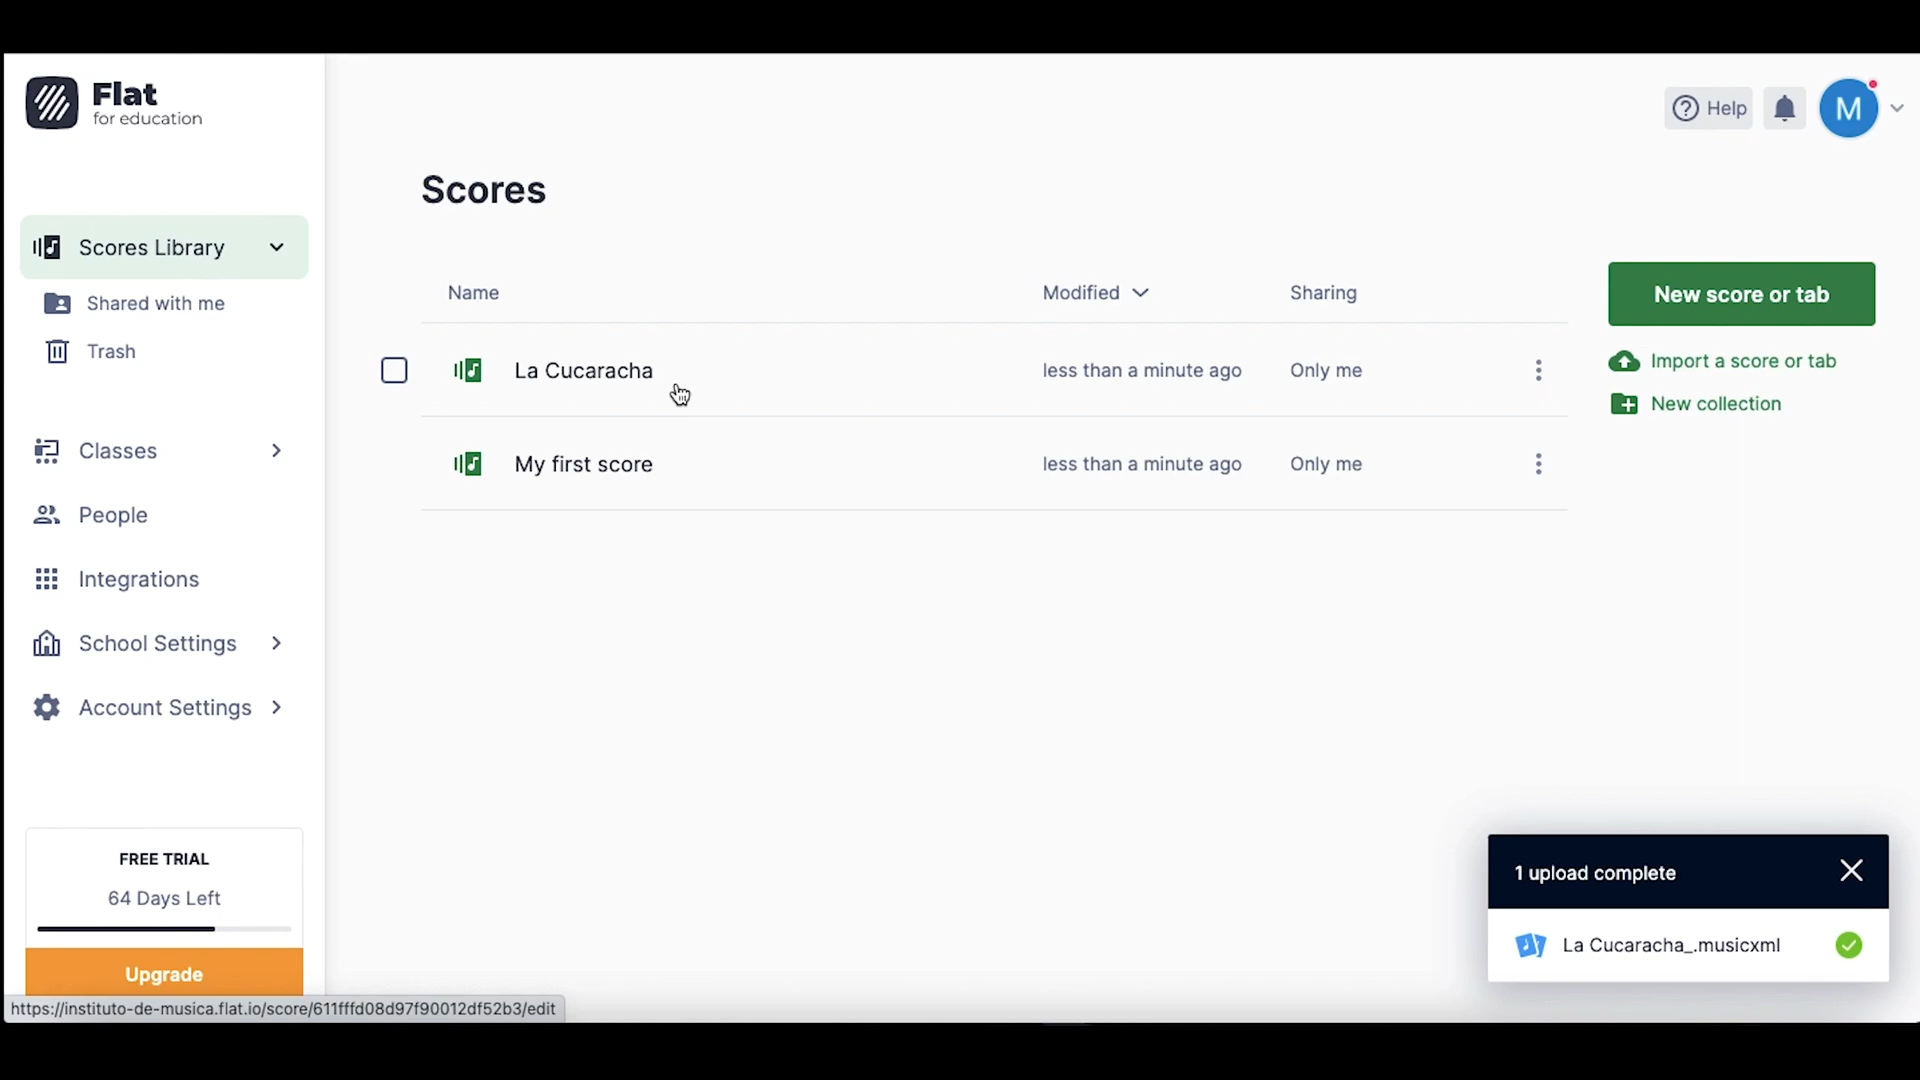 Flat
for education
Help
M
Scores
Scores Library
Shared with me
Trash
Classes
People
Integrations
School Settings
Account Settings
Name
Modified
Sharing
La Cucaracha
less than a minute ago
Only me
My first score
less than a minute ago
Only me
New score or tab
Import a score or tab
New collection
FREE TRIAL
64 Days Left
Upgrade
1 upload complete
La Cucaracha_.musicxml
https://instituto-de-musica.flat.io/score/611fffd08d97f90012df52b3/edit